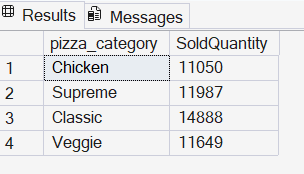 Results Messages
pizza_category SoldQuantity
1 Chicken 11050
2 Supreme 11987
3 Classic 14888
4 Veggie 11649